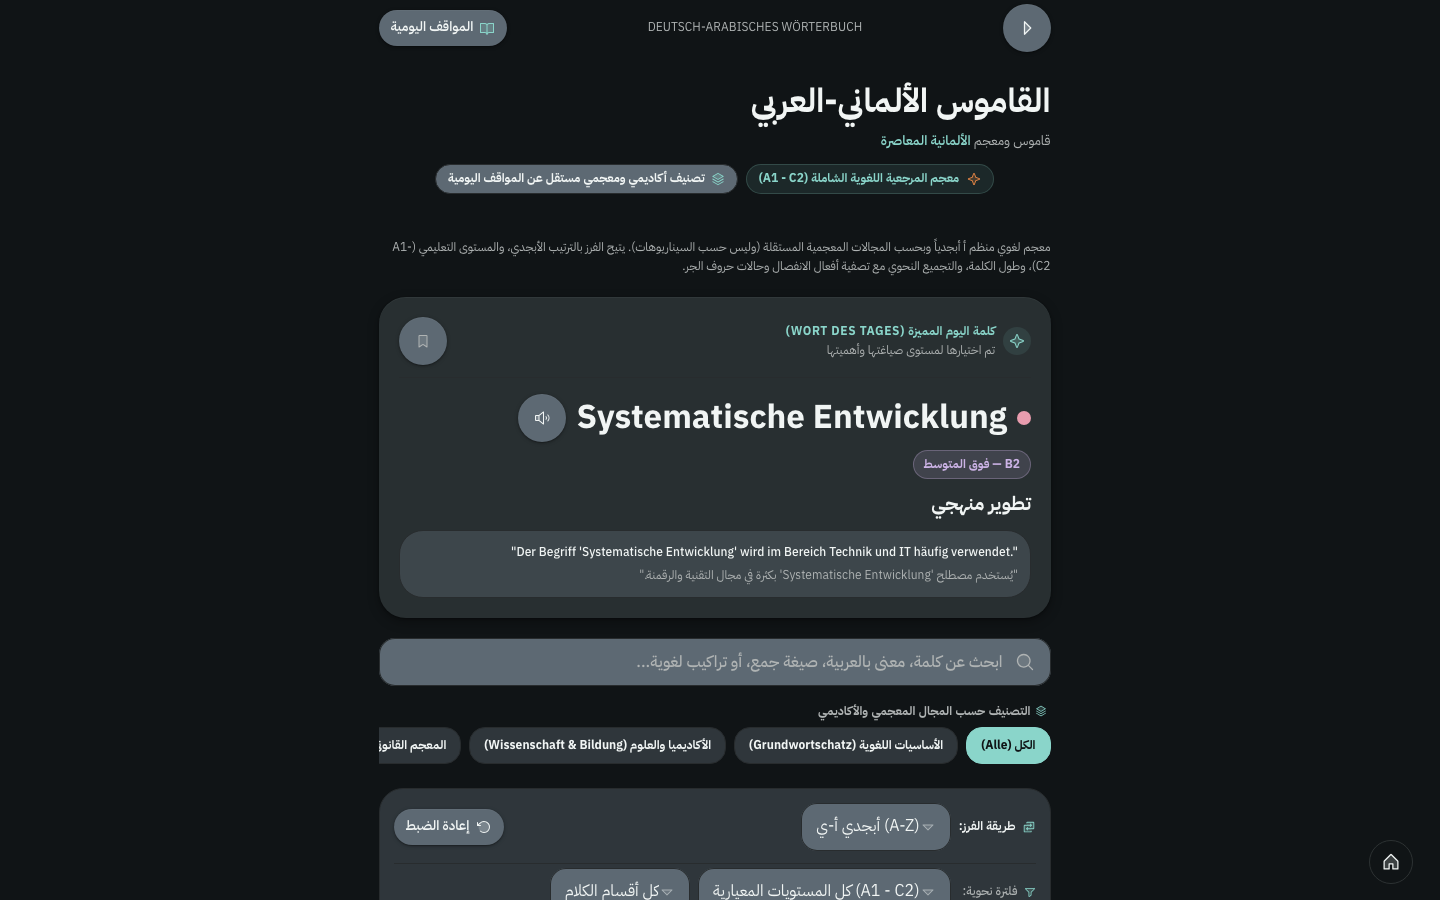 المواقف اليومية
DEUTSCH-ARABISCHES WÖRTERBUCH
القاموس الألماني-العربي
قاموس ومعجم الألمانية المعاصرة
معجم المرجعية اللغوية الشاملة (A1 - C2)
تصنيف أكاديمي ومعجمي مستقل عن المواقف اليومية
معجم لغوي منظم أ أبجدياً وبحسب المجالات المعجمية المستقلة (وليس حسب السيناريوهات). يتيح الفرز بالترتيب الأبجدي، والمستوى التعليمي (A1-
C2)، وطول الكلمة، والتجميع النحوي مع تصفية أفعال الانفصال وحالات حروف الجر.
كلمة اليوم المميزة (WORT DES TAGES)
تم اختيارها لمستوى صياغتها وأهميتها
Systematische Entwicklung
B2 — فوق المتوسط
تطوير منهجي
"Der Begriff 'Systematische Entwicklung' wird im Bereich Technik und IT häufig verwendet."
"يُستخدم مصطلح 'Systematische Entwicklung' بكثرة في مجال التقنية والرقمنة."
ابحث عن كلمة، معنى بالعربية، صيغة جمع، أو تراكيب لغوية...
التصنيف حسب المجال المعجمي والأكاديمي
الكل (Alle)
الأساسيات اللغوية (Grundwortschatz)
الأكاديميا والعلوم (Wissenschaft & Bildung)
المعجم القانوز
طريقة الفرز:
أبجدي أ-ي (A-Z)
إعادة الضبط
فلترة نحوية:
كل المستويات المعيارية (A1 - C2)
كل أقسام الكلام